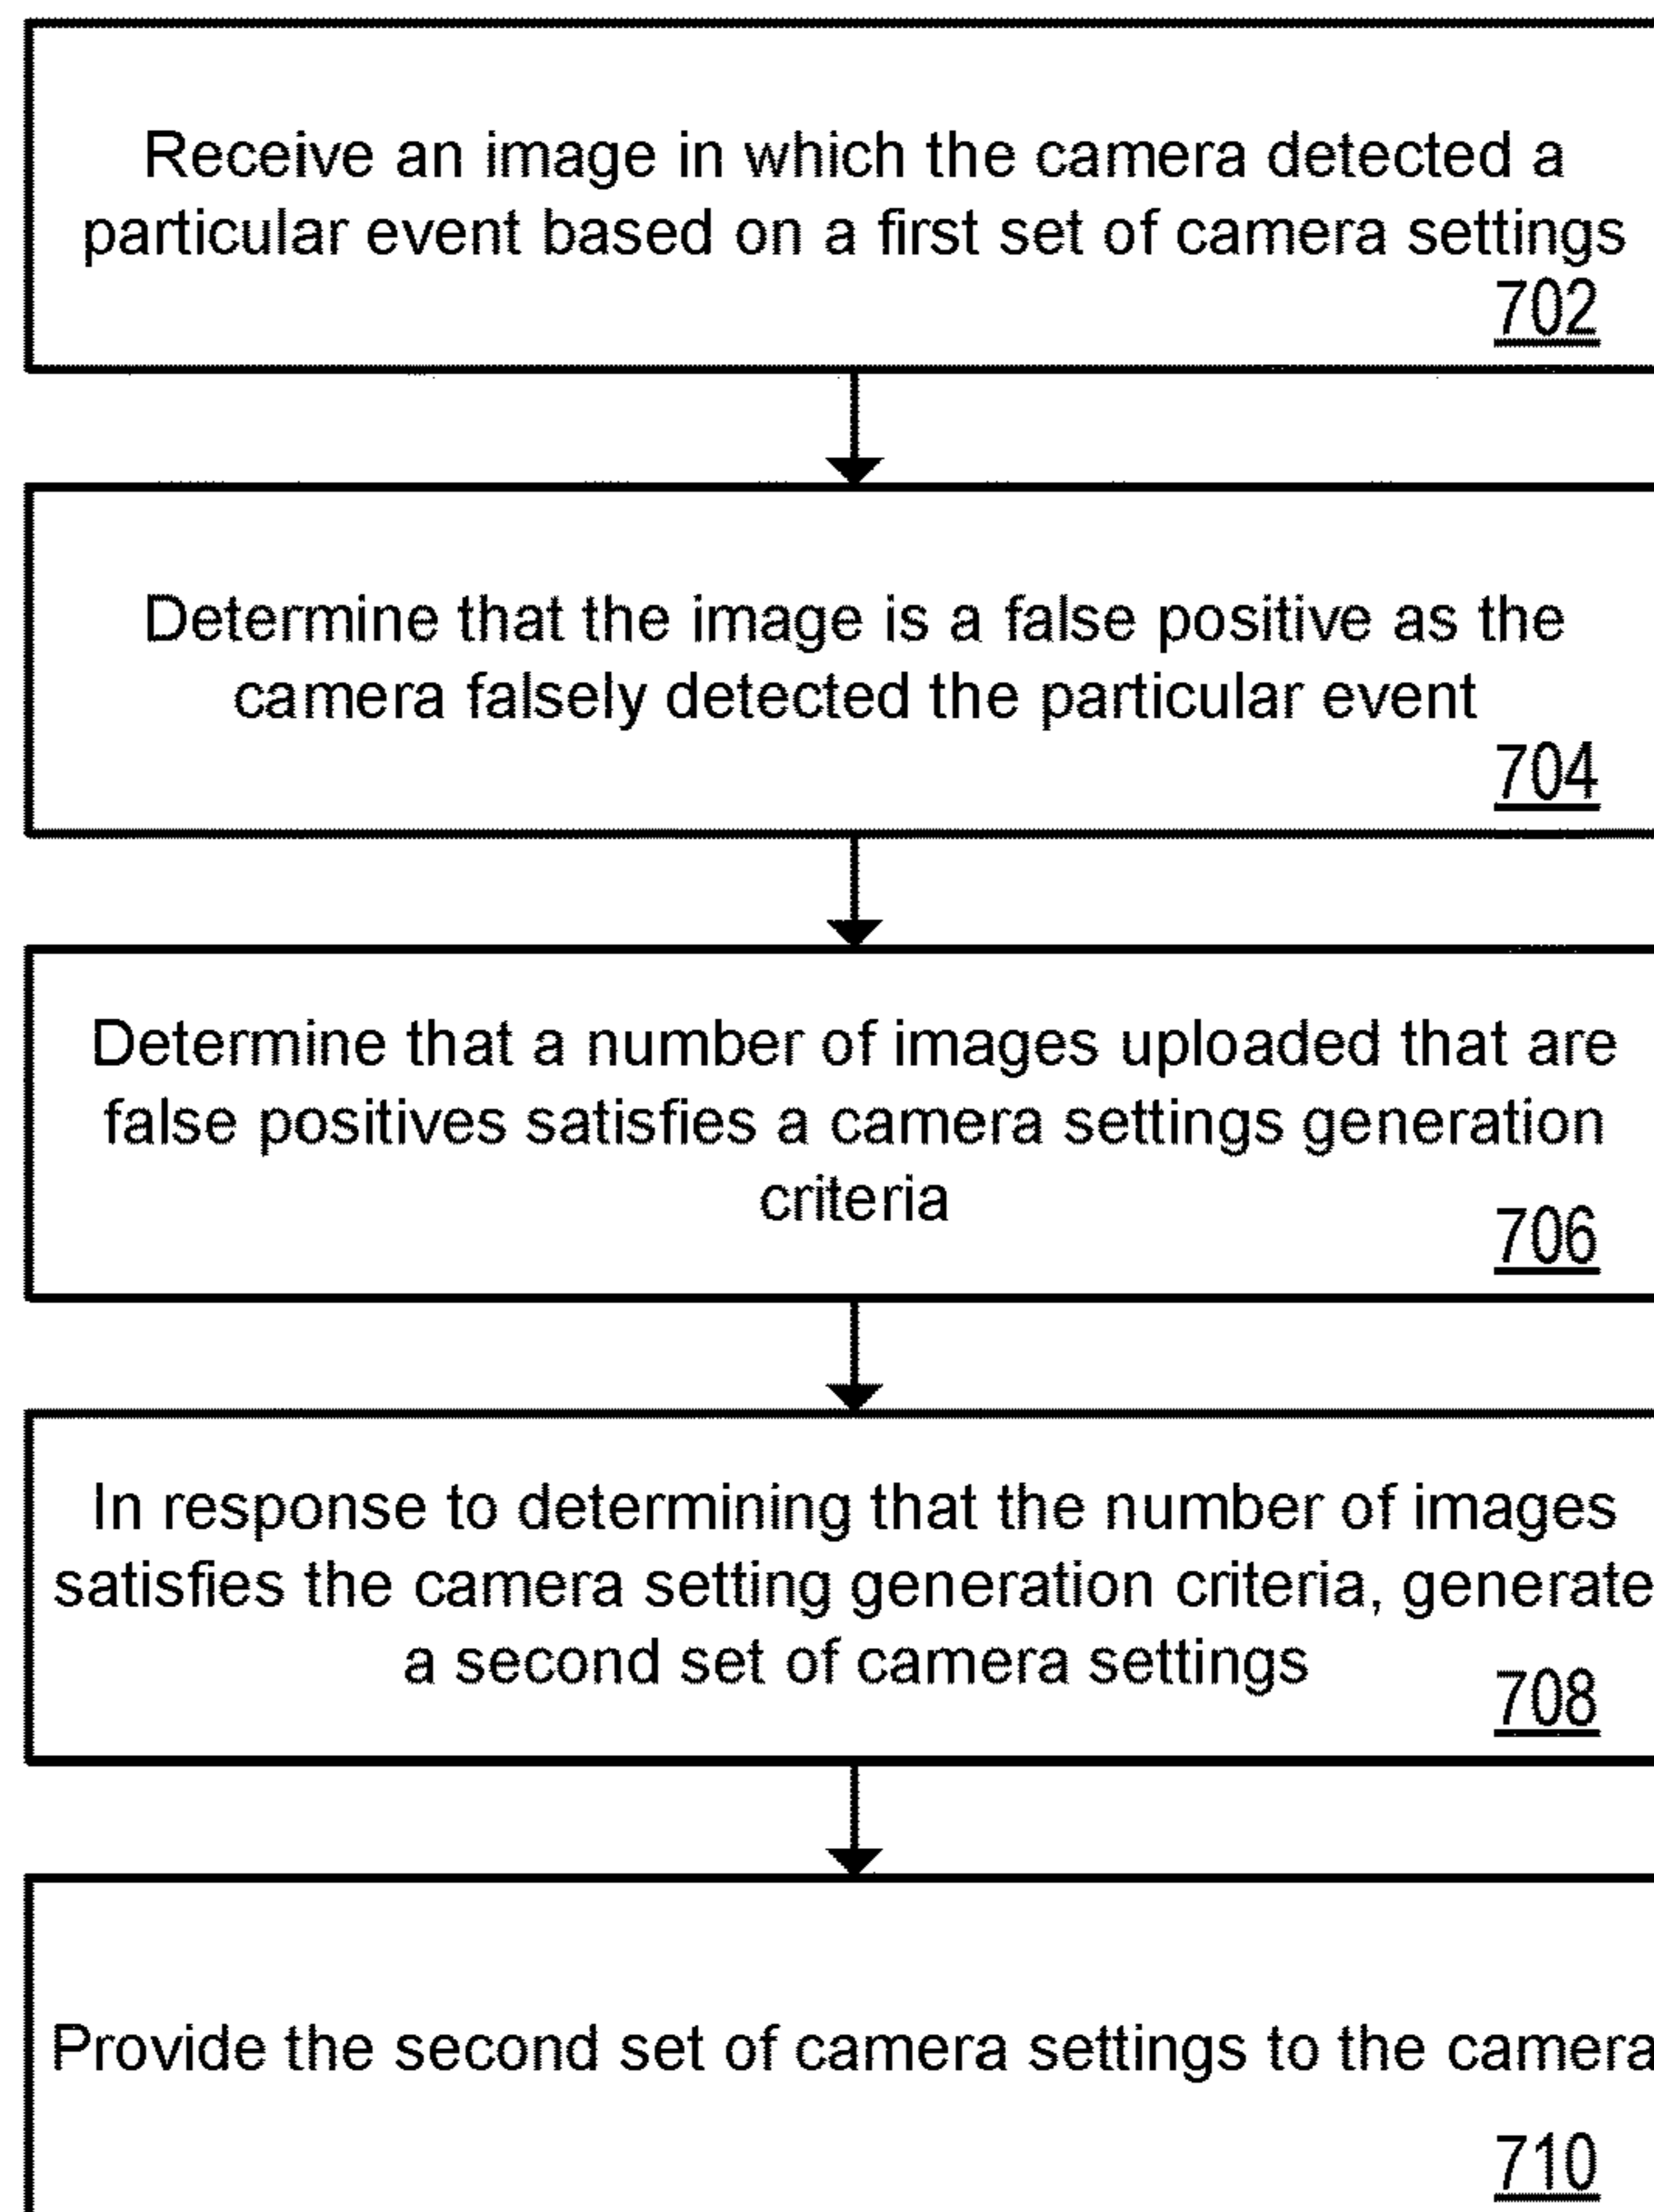 Receive an image in which the camera detected a
particular event based on a first set of camera settings
702
Determine that the image is a false positive as the
camera falsely detected the particular event
704
Determine that a number of images uploaded that are
false positives satisfies a camera settings generation
criteria
706
In response to determining that the number of images
satisfies the camera setting generation criteria, generate
a second set of camera settings
708
Provide the second set of camera settings to the camera
710